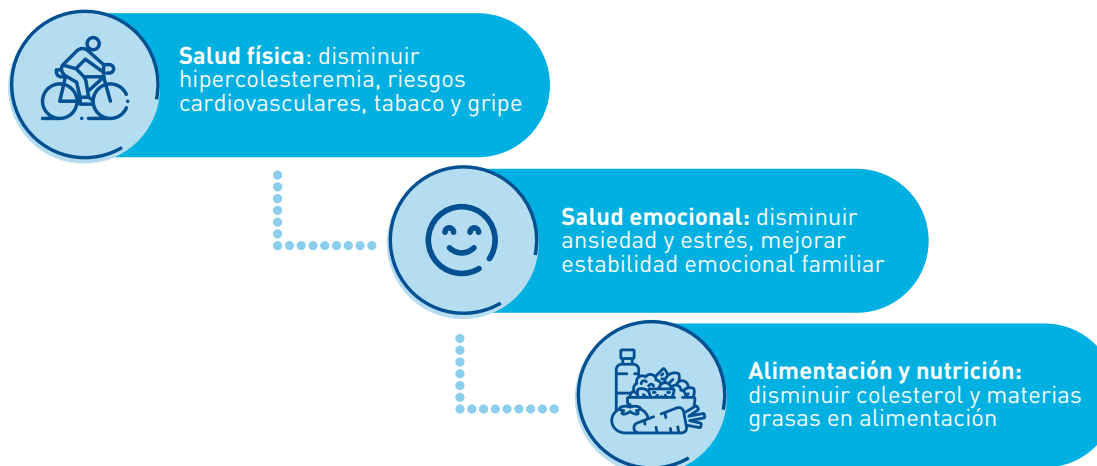 Salud física: disminuir
hipercolesteremia, riesgos
cardiovasculares, tabaco y gripe
Salud emocional: disminuir
ansiedad y estrés, mejorar
estabilidad emocional familiar
Alimentación y nutrición:
disminuir colesterol y materias
grasas en alimentación